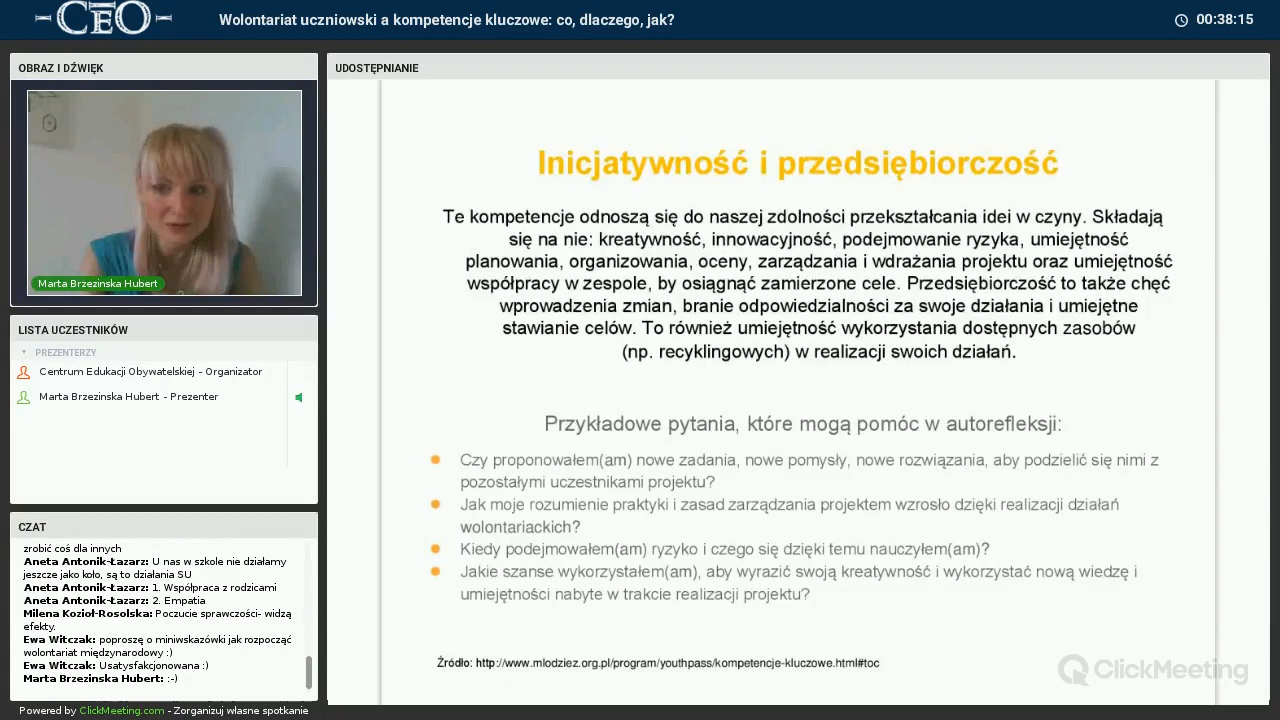 CEO
Wolontariat uczniowski a kompetencje kluczowe: co, dlaczego, jak?
00:38:15
OBRAZ I DŹWIĘK
Marta Brzezinska Hubert
LISTA UCZESTNIKÓW
PREZENTERZY
Centrum Edukacji Obywatelskiej - Organizator
Marta Brzezinska Hubert - Prezenter
CZAT
zrobić coś dla innych
Aneta Antonik-Łazarz: U nas w szkole nie działamy
jeszcze jako koło, są to działania SU
Aneta Antonik-Łazarz: 1. Współpraca z rodzicami
Aneta Antonik-Łazarz: 2. Empatia
Milena Kozioł-Rosolska: Poczucie sprawczości- widzą
efekty.
Ewa Witczak: poproszę o miniwskazówki jak rozpocząć
wolontariat międzynarodowy :)
Ewa Witczak: Usatysfakcjonowana :)
Marta Brzezinska Hubert: :-)
Powered by ClickMeeting.com - Zorganizuj własne spotkanie
UDOSTĘPNIANIE
Inicjatywność i przedsiębiorczość
Te kompetencje odnoszą się do naszej zdolności przekształcania idei w czyny. Składają
się na nie: kreatywność, innowacyjność, podejmowanie ryzyka, umiejętność
planowania, organizowania, oceny, zarządzania i wdrażania projektu oraz umiejętność
współpracy w zespole, by osiągnąć zamierzone cele. Przedsiębiorczość to także chęć
wprowadzenia zmian, branie odpowiedzialności za swoje działania i umiejętne
stawianie celów. To również umiejętność wykorzystania dostępnych zasobów
(np. recyklingowych) w realizacji swoich działań.
Przykładowe pytania, które mogą pomóc w autorefleksji:
Czy proponowałem(am) nowe zadania, nowe pomysły, nowe rozwiązania, aby podzielić się nimi z
pozostałymi uczestnikami projektu?
Jak moje rozumienie praktyki i zasad zarządzania projektem wzrosło dzięki realizacji działań
wolontariackich?
Kiedy podejmowałem(am) ryzyko i czego się dzięki temu nauczyłem(am)?
Jakie szanse wykorzystałem(am), aby wyrazić swoją kreatywność i wykorzystać nową wiedzę i
umiejętności nabyte w trakcie realizacji projektu?
Źródło: http://www.mlodziez.org.pl/program/youthpass/kompetencje-kluczowe.html#toc
ClickMeeting